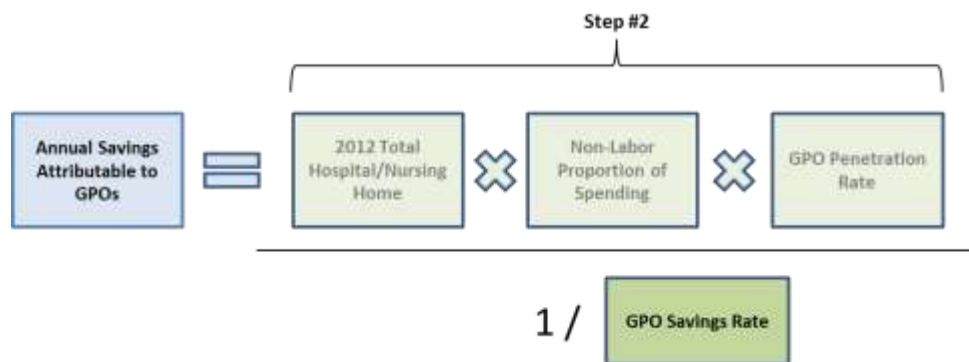 Step #2
Annual Savings
Attributable to
GPOs
2012 Total
Hospital/Nursing
Home
Non-Labor
Proportion of
Spending
GPO Penetration
Rate
1 /
GPO Savings Rate